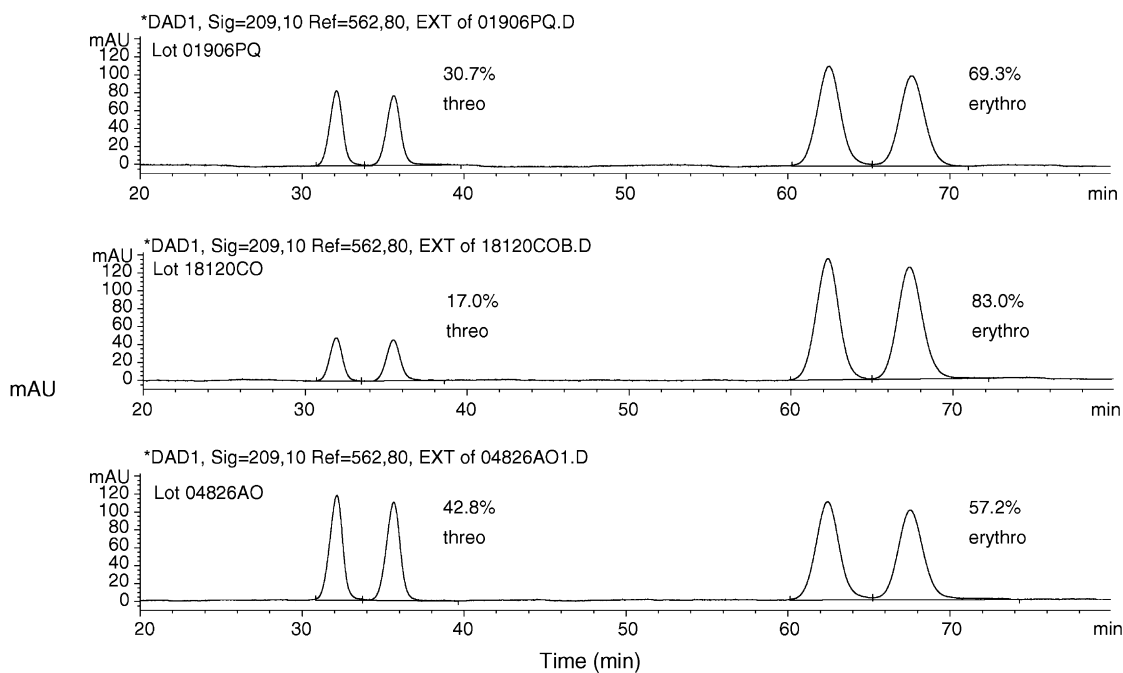 *DAD1, Sig=209,10 Ref=562,80, EXT of 01906PQ.D
mAU
Lot 01906PQ
120
100
80
60
40
20
0
30.7%
threo
69.3%
erythro
20 30 40 50 60 70 min
*DAD1, Sig=209,10 Ref=562,80, EXT of 18120COB.D
mAU
Lot 18120CO
120
100
80
60
40
20
0
17.0%
threo
83.0%
erythro
20 30 40 50 60 70 min
mAU
*DAD1, Sig=209,10 Ref=562,80, EXT of 04826AO1.D
mAU
Lot 04826AO
120
100
80
60
40
20
0
42.8%
threo
57.2%
erythro
20 30 40 50 60 70 min
Time (min)